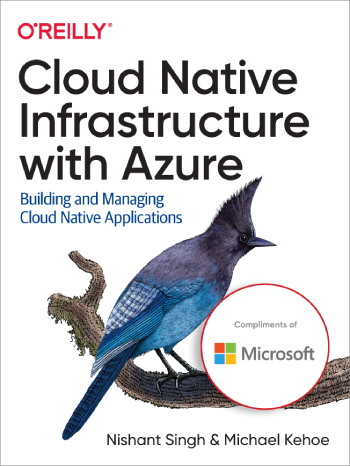 O'REILLY®
Cloud Native
Infrastructure
with Azure
Building and Managing
Cloud Native Applications
Compliments of
Microsoft
Nishant Singh & Michael Kehoe